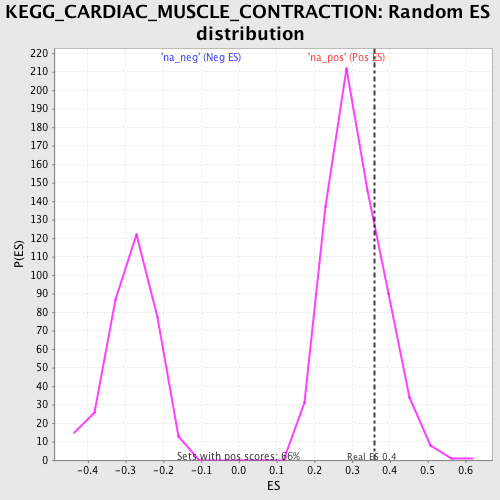 KEGG_CARDIAC_MUSCLE_CONTRACTION: Random ES
distribution
'na_neg' (Neg ES)
'na_pos' (Pos ES)
220
210
200
190
180
170
160
150
140
130
120
110
100
90
80
70
60
50
40
30
20
10
0
P(ES)
Sets with pos scores: 66%
Real ES 0.4
-0.4 -0.3 -0.2 -0.1 0.0 0.1 0.2 0.3 0.4 0.5 0.6
ES